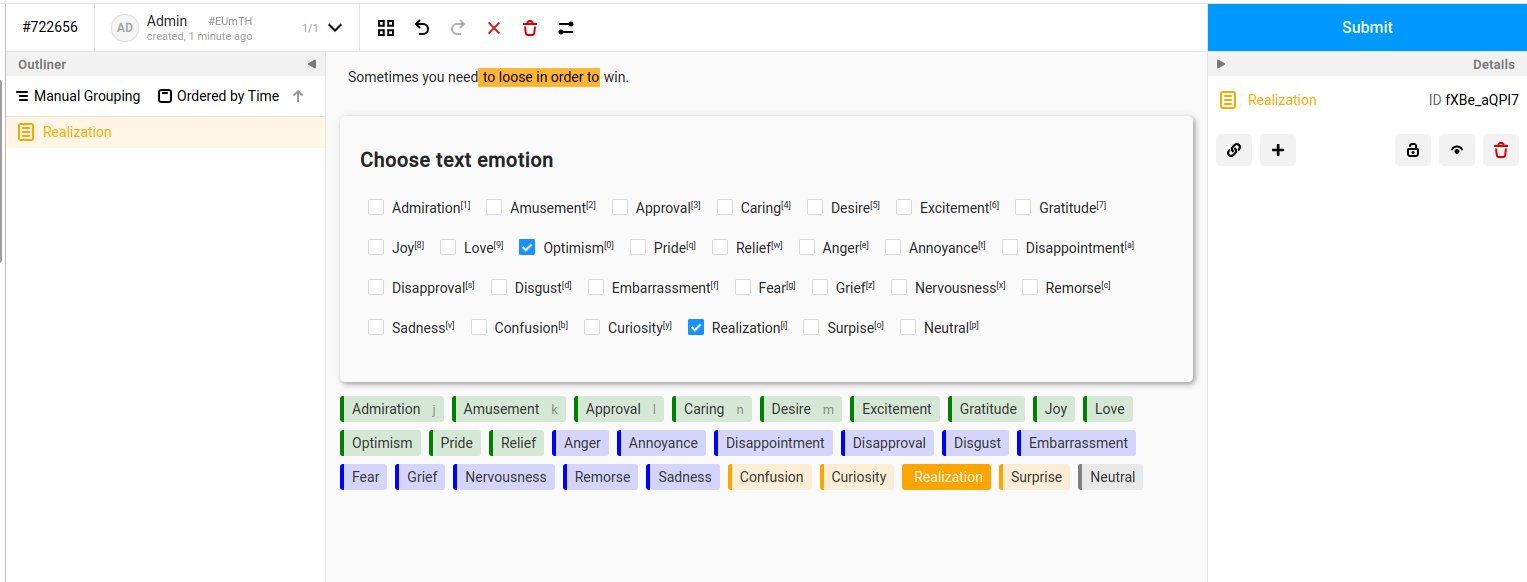 #722656
AD
Admin #EUmTH
created, 1 minute ago
1/1
Submit
Outliner
Manual Grouping Ordered by Time
Realization
Sometimes you need to loose in order to win.
Choose text emotion
Admiration[1] Amusement[2] Approval[3] Caring[4] Desire[5] Excitement[6] Gratitude[7]
Joy[8] Love[9] Optimism[0] Pride[q] Relief[w] Anger[e] Annoyance[t] Disappointment[a]
Disapproval[s] Disgust[d] Embarrassment[f] Fear[g] Grief[z] Nervousness[x] Remorse[c]
Sadness[v] Confusion[b] Curiosity[y] Realization[i] Surpise[o] Neutral[p]
Admiration j Amusement k Approval l Caring n Desire m Excitement Gratitude Joy Love
Optimism Pride Relief Anger Annoyance Disappointment Disapproval Disgust Embarrassment
Fear Grief Nervousness Remorse Sadness Confusion Curiosity Realization Surprise Neutral
Details
Realization ID fXBe_aQPI7